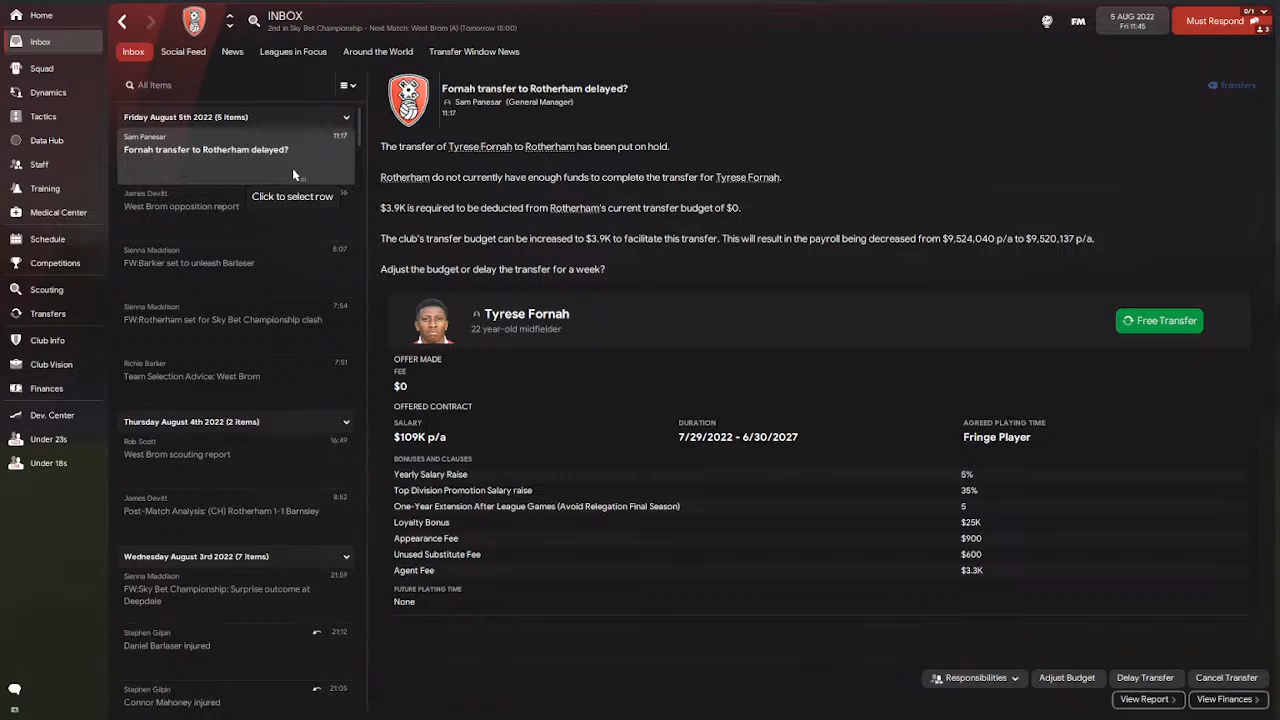 Home
Inbox
Squad
Dynamics
Tactics
Data Hub
Staff
Training
Medical Center
Schedule
Competitions
Scouting
Transfers
Club Info
Club Vision
Finances
Dev. Center
Under 23s
Under 18s
INBOX
2nd in Sky Bet Championship - Next Match: West Brom (A) (Tomorrow 15:00)
FM
5 AUG 2022
Fri 11:45
Must Respond
0/1
3
Inbox
Social Feed
News
Leagues in Focus
Around the World
Transfer Window News
All Items
Friday August 5th 2022 (5 items)
Sam Panesar 11:17
Fornah transfer to Rotherham delayed?
Click to select row
James Devitt
West Brom opposition report
Sienna Maddison 8:07
FW:Barker set to unleash Barlaser
Sienna Maddison 7:54
FW:Rotherham set for Sky Bet Championship clash
Richie Barker 7:51
Team Selection Advice: West Brom
Thursday August 4th 2022 (2 items)
Rob Scott 16:49
West Brom scouting report
James Devitt 8:52
Post-Match Analysis: (CH) Rotherham 1-1 Barnsley
Wednesday August 3rd 2022 (7 items)
Sienna Maddison 21:59
FW:Sky Bet Championship: Surprise outcome at
Deepdale
Stephen Gilpin 21:12
Daniel Barlaser injured
Stephen Gilpin 21:05
Connor Mahoney injured
Fornah transfer to Rotherham delayed?
Sam Panesar (General Manager)
11:17
Transfers
The transfer of Tyrese Fornah to Rotherham has been put on hold.
Rotherham do not currently have enough funds to complete the transfer for Tyrese Fornah.
$3.9K is required to be deducted from Rotherham's current transfer budget of $0.
The club's transfer budget can be increased to $3.9K to facilitate this transfer. This will result in the payroll being decreased from $9,524,040 p/a to $9,520,137 p/a.
Adjust the budget or delay the transfer for a week?
Tyrese Fornah
22 year-old midfielder
Free Transfer
OFFER MADE
FEE
$0
OFFERED CONTRACT
SALARY DURATION AGREED PLAYING TIME
$109K p/a 7/29/2022 - 6/30/2027 Fringe Player
BONUSES AND CLAUSES
Yearly Salary Raise 5%
Top Division Promotion Salary raise 35%
One-Year Extension After League Games (Avoid Relegation Final Season) 5
Loyalty Bonus $25K
Appearance Fee $900
Unused Substitute Fee $600
Agent Fee $3.3K
FUTURE PLAYING TIME
None
Responsibilities
Adjust Budget
Delay Transfer
Cancel Transfer
View Report
View Finances